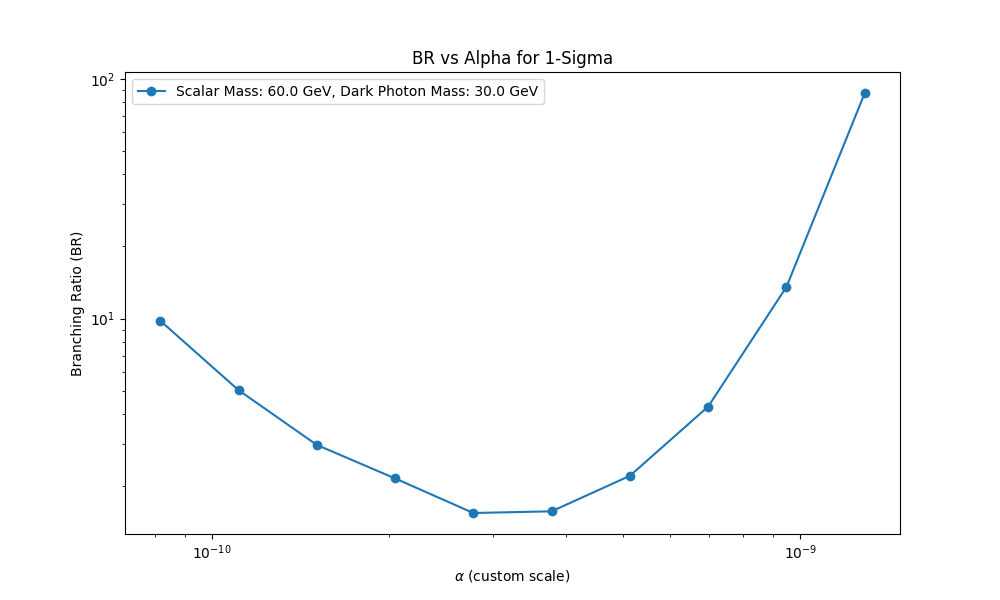 BR vs Alpha for 1-Sigma
Scalar Mass: 60.0 GeV, Dark Photon Mass: 30.0 GeV
Branching Ratio (BR)
10²
10¹
10⁻¹⁰
10⁻⁹
α (custom scale)